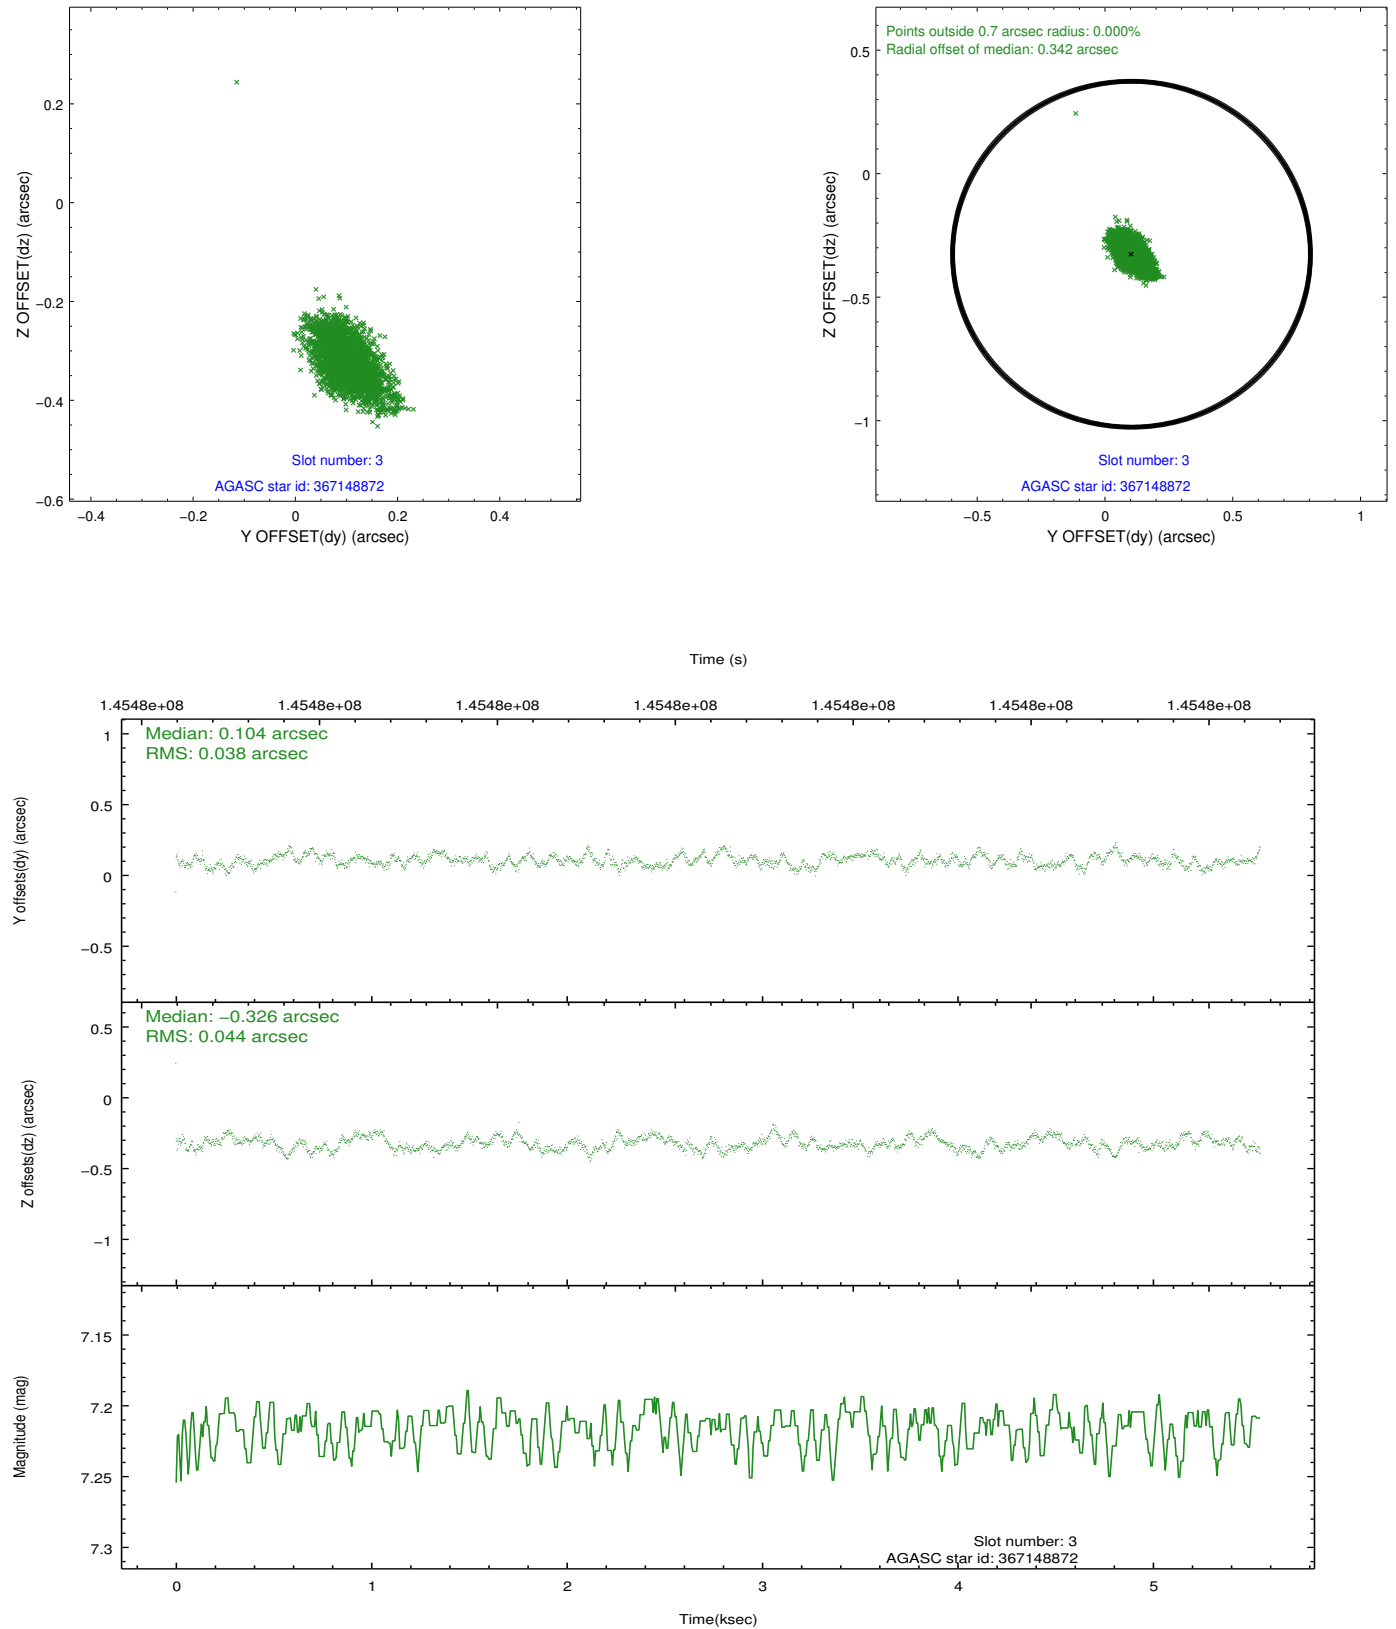 0.2
0
−0.2
−0.4
−0.6
Z OFFSET(dz) (arcsec)
Slot number: 3
AGASC star id: 367148872
−0.4
−0.2
0
0.2
0.4
Y OFFSET(dy) (arcsec)
Points outside 0.7 arcsec radius: 0.000%
Radial offset of median: 0.342 arcsec
0.5
0
−0.5
−1
Z OFFSET(dz) (arcsec)
Slot number: 3
AGASC star id: 367148872
−0.5
0
0.5
1
Y OFFSET(dy) (arcsec)
Time (s)
1.4548e+08 1.4548e+08 1.4548e+08 1.4548e+08 1.4548e+08 1.4548e+08 1.4548e+08
Median: 0.104 arcsec
RMS: 0.038 arcsec
1
0.5
0
−0.5
Y offsets(dy) (arcsec)
Median: −0.326 arcsec
RMS: 0.044 arcsec
0.5
0
−0.5
−1
Z offsets(dz) (arcsec)
7.15
7.2
7.25
7.3
Magnitude (mag)
Slot number: 3
AGASC star id: 367148872
0 1 2 3 4 5
Time(ksec)